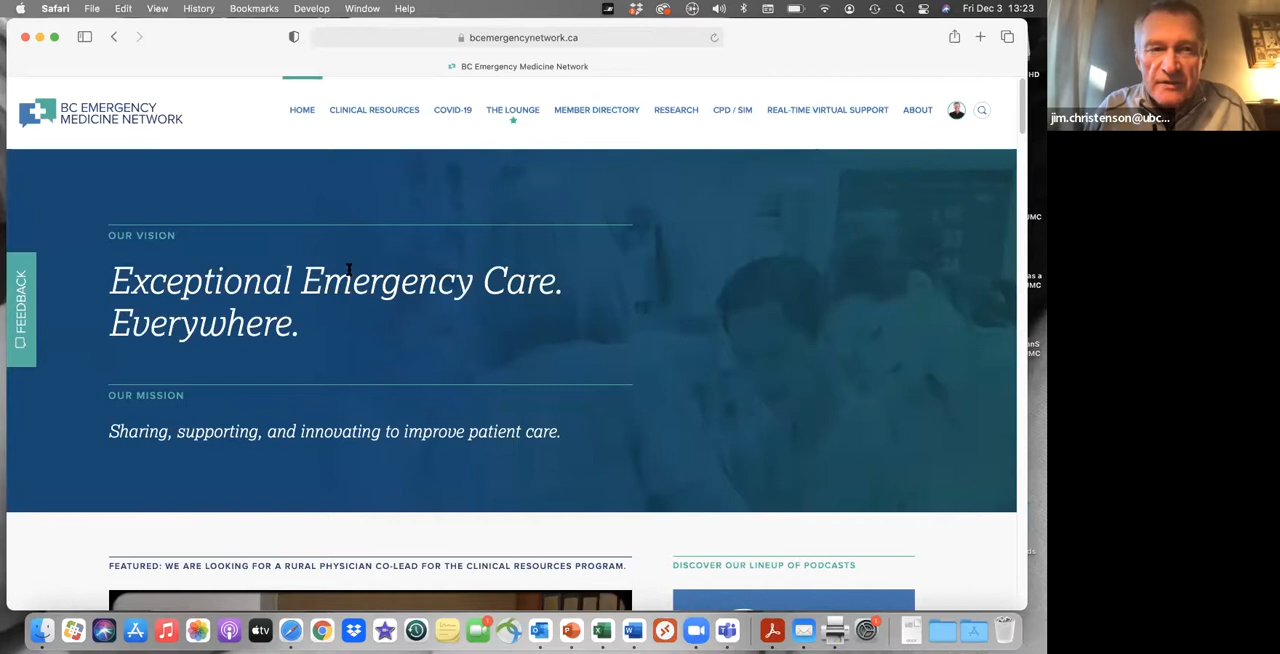 Safari File Edit View History Bookmarks Develop Window Help Fri Dec 3 13:23
bcemergencynetwork.ca
BC Emergency Medicine Network
BC EMERGENCY
MEDICINE NETWORK
HOME CLINICAL RESOURCES COVID-19 THE LOUNGE MEMBER DIRECTORY RESEARCH CPD / SIM REAL-TIME VIRTUAL SUPPORT ABOUT
OUR VISION
Exceptional Emergency Care.
Everywhere.
OUR MISSION
Sharing, supporting, and innovating to improve patient care.
FEEDBACK
FEATURED: WE ARE LOOKING FOR A RURAL PHYSICIAN CO-LEAD FOR THE CLINICAL RESOURCES PROGRAM.
DISCOVER OUR LINEUP OF PODCASTS
jim.christenson@ubc...
HD
tv